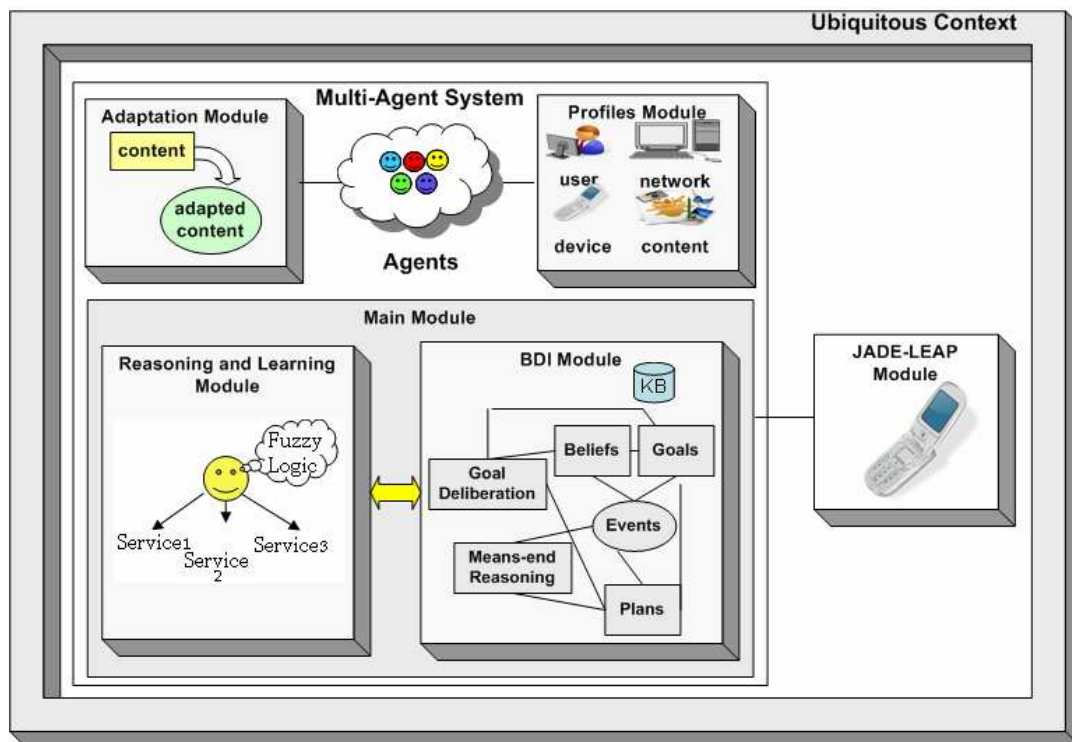 Ubiquitous Context
Multi-Agent System
Adaptation Module
content
adapted
content
Agents
Profiles Module
user
network
device
content
Main Module
Reasoning and Learning
Module
Fuzzy
Logic
Service1
Service
2
Service3
BDI Module
KB
Beliefs
Goals
Goal
Deliberation
Events
Means-end
Reasoning
Plans
JADE-LEAP
Module